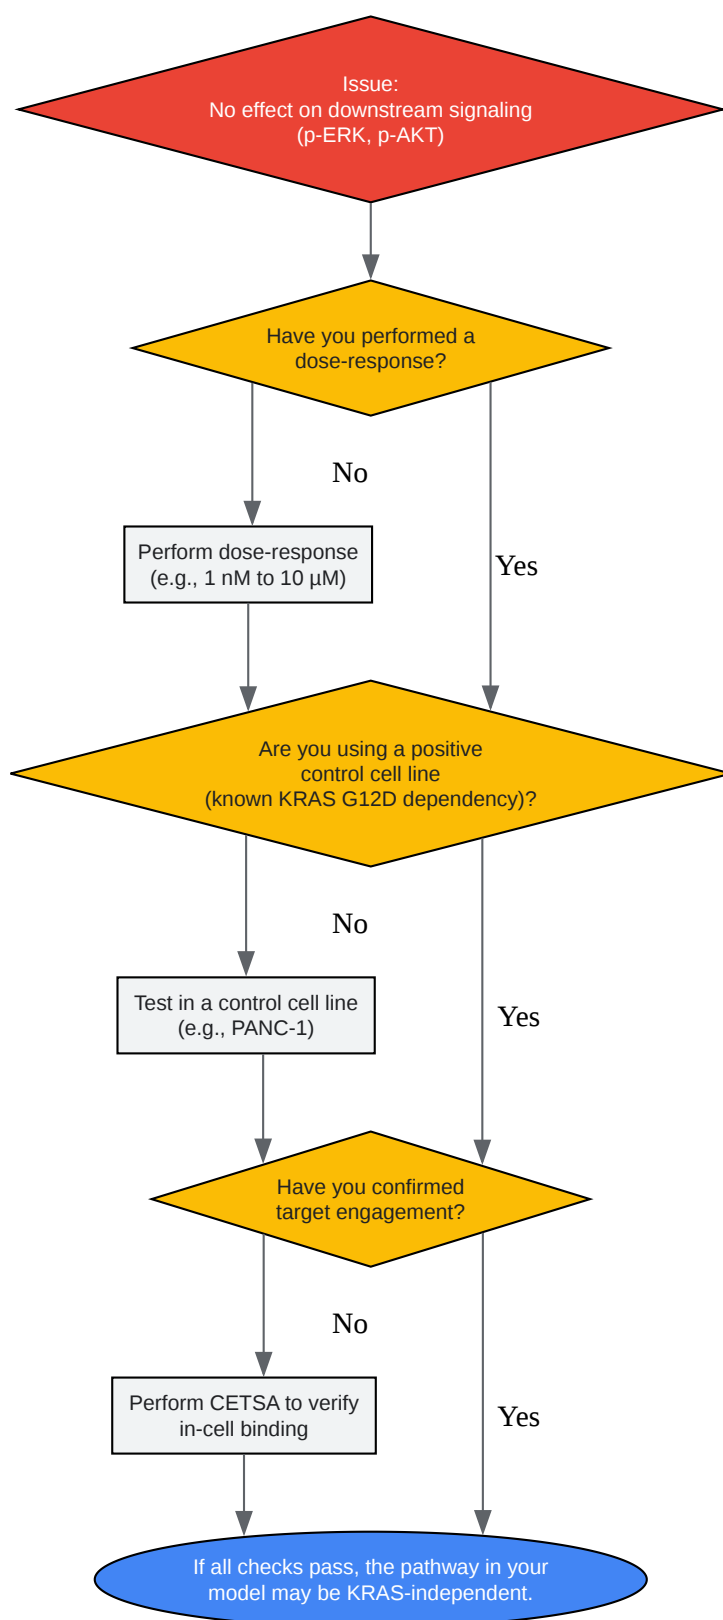 Issue:
No effect on downstream signaling
(p-ERK, p-AKT)
Have you performed a
dose-response?
No
Perform dose-response
(e.g., 1 nM to 10 µM)
Yes
Are you using a positive
control cell line
(known KRAS G12D dependency)?
No
Test in a control cell line
(e.g., PANC-1)
Yes
Have you confirmed
target engagement?
No
Perform CETSA to verify
in-cell binding
Yes
If all checks pass, the pathway in your
model may be KRAS-independent.